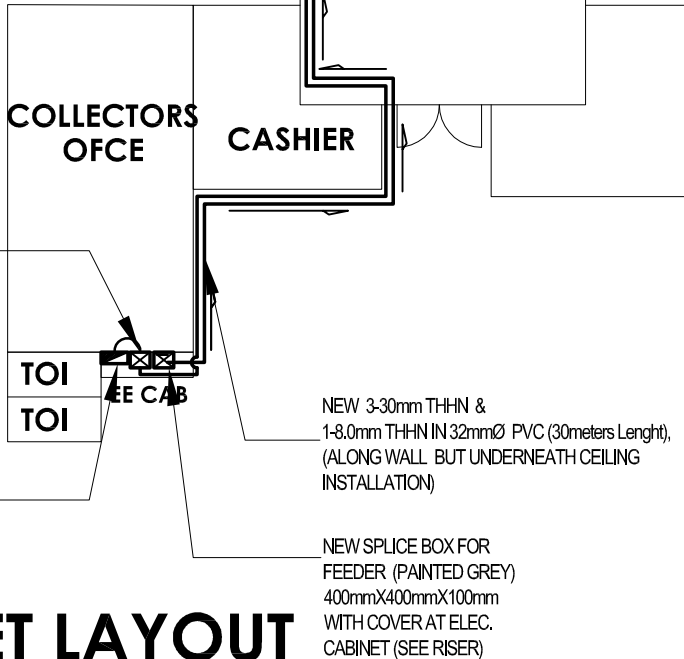 COLLECTORS
OFCE
CASHIER
TOI
TOI
EE CAB
NEW 3-30mm THHN &
1-8.0mm THHN IN 32mmØ PVC (30meters Lenght),
(ALONG WALL BUT UNDERNEATH CEILING
INSTALLATION)
NEW SPLICE BOX FOR
FEEDER (PAINTED GREY)
400mmX400mmX100mm
WITH COVER AT ELEC.
CABINET (SEE RISER)
ET LAYOUT